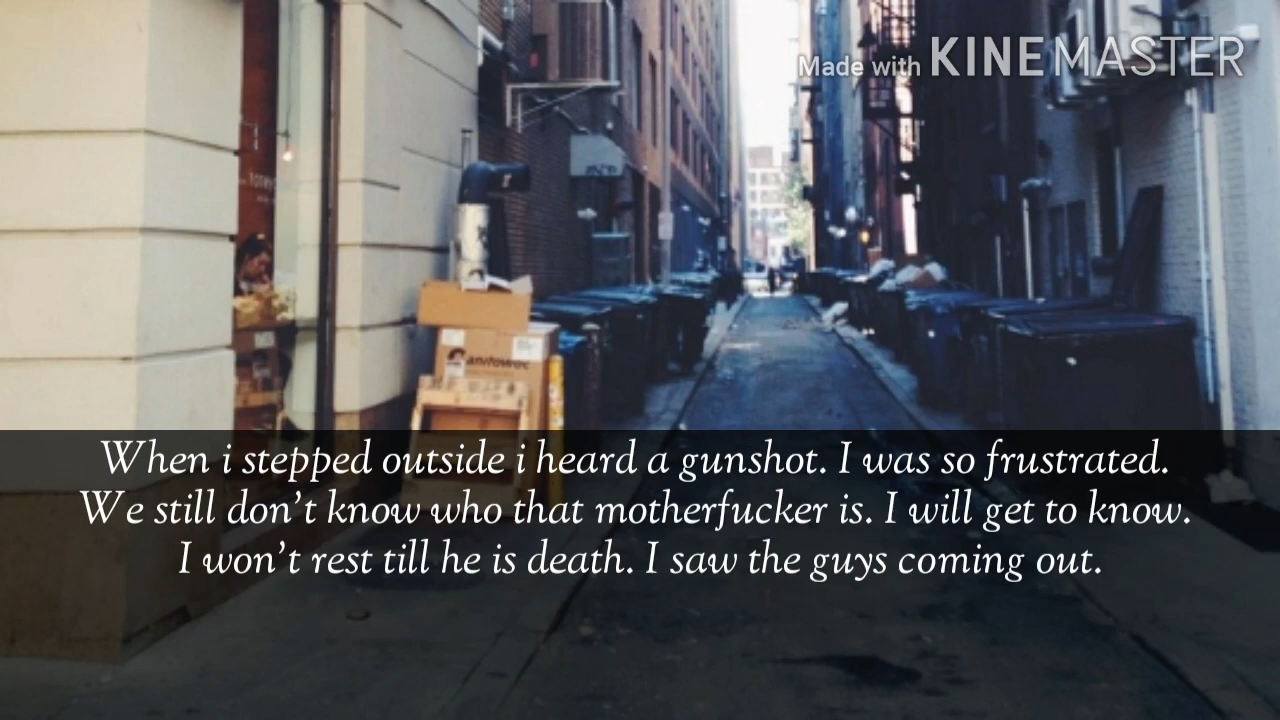 Made with KINEMASTER
anitowoc
When i stepped outside i heard a gunshot. I was so frustrated.
We still don't know who that motherfucker is. I will get to know.
I won't rest till he is death. I saw the guys coming out.